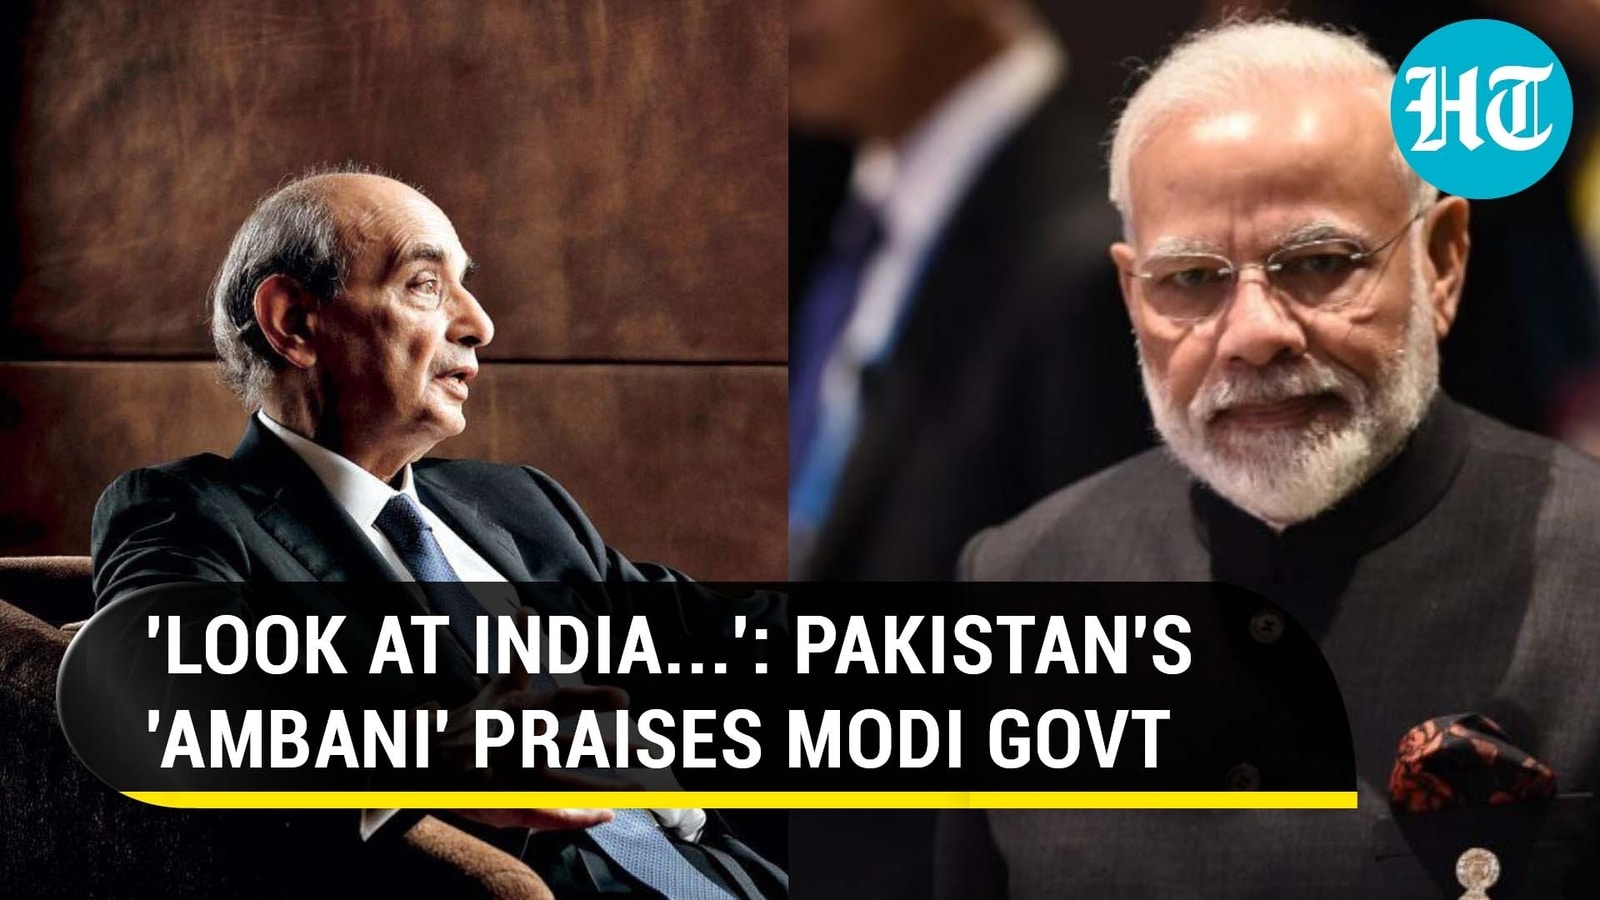 HT
'LOOK AT INDIA...': PAKISTAN'S
'AMBANI' PRAISES MODI GOVT